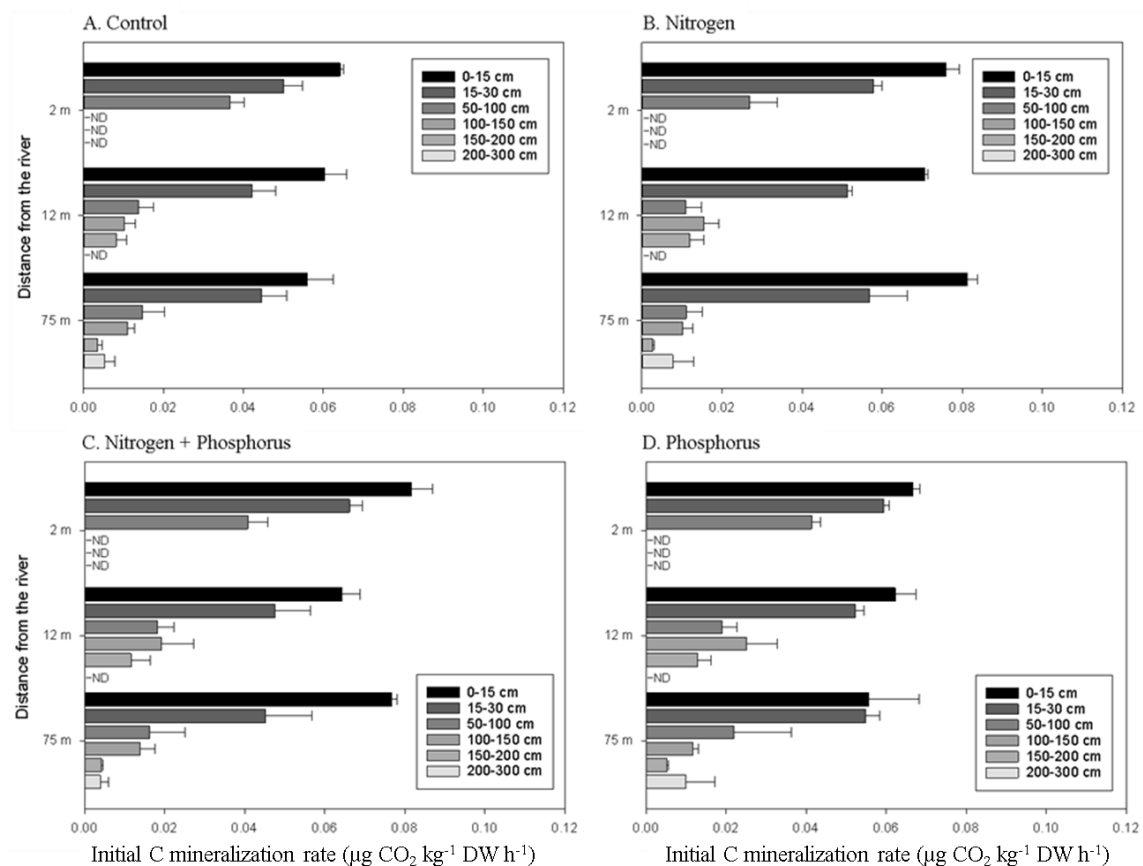 A. Control
0-15 cm
15-30 cm
50-100 cm
100-150 cm
150-200 cm
200-300 cm
Distance from the river
2 m
ND
ND
ND
12 m
ND
75 m
0.00 0.02 0.04 0.06 0.08 0.10 0.12
B. Nitrogen
0-15 cm
15-30 cm
50-100 cm
100-150 cm
150-200 cm
200-300 cm
2 m
ND
ND
ND
12 m
ND
75 m
0.00 0.02 0.04 0.06 0.08 0.10 0.12
C. Nitrogen + Phosphorus
Distance from the river
2 m
ND
ND
ND
12 m
ND
75 m
0-15 cm
15-30 cm
50-100 cm
100-150 cm
150-200 cm
200-300 cm
0.00 0.02 0.04 0.06 0.08 0.10 0.12
Initial C mineralization rate (µg CO₂ kg⁻¹ DW h⁻¹)
D. Phosphorus
2 m
ND
ND
ND
12 m
ND
75 m
0-15 cm
15-30 cm
50-100 cm
100-150 cm
150-200 cm
200-300 cm
0.00 0.02 0.04 0.06 0.08 0.10 0.12
Initial C mineralization rate (µg CO₂ kg⁻¹ DW h⁻¹)